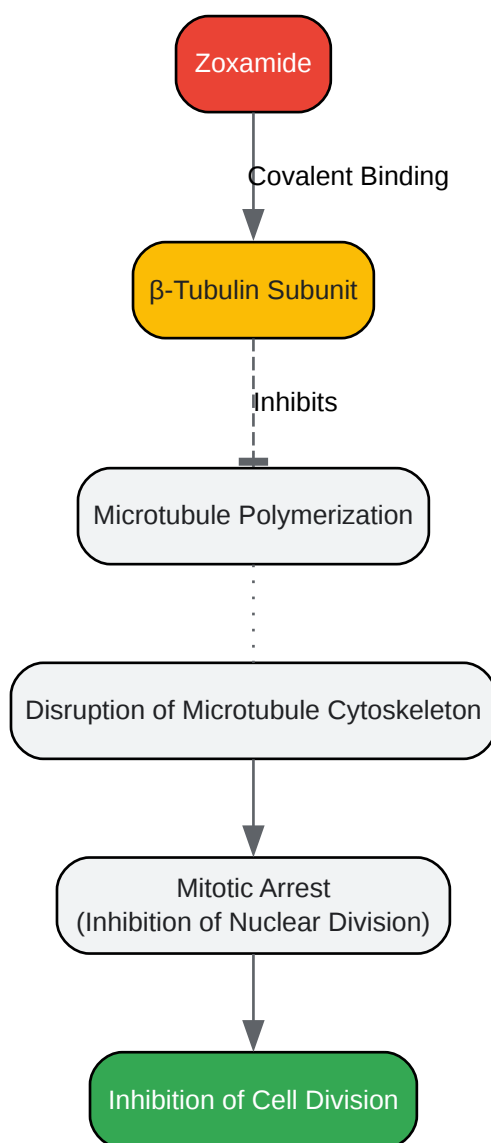 Zoxamide
Covalent Binding
β-Tubulin Subunit
Inhibits
Microtubule Polymerization
Disruption of Microtubule Cytoskeleton
Mitotic Arrest
(Inhibition of Nuclear Division)
Inhibition of Cell Division